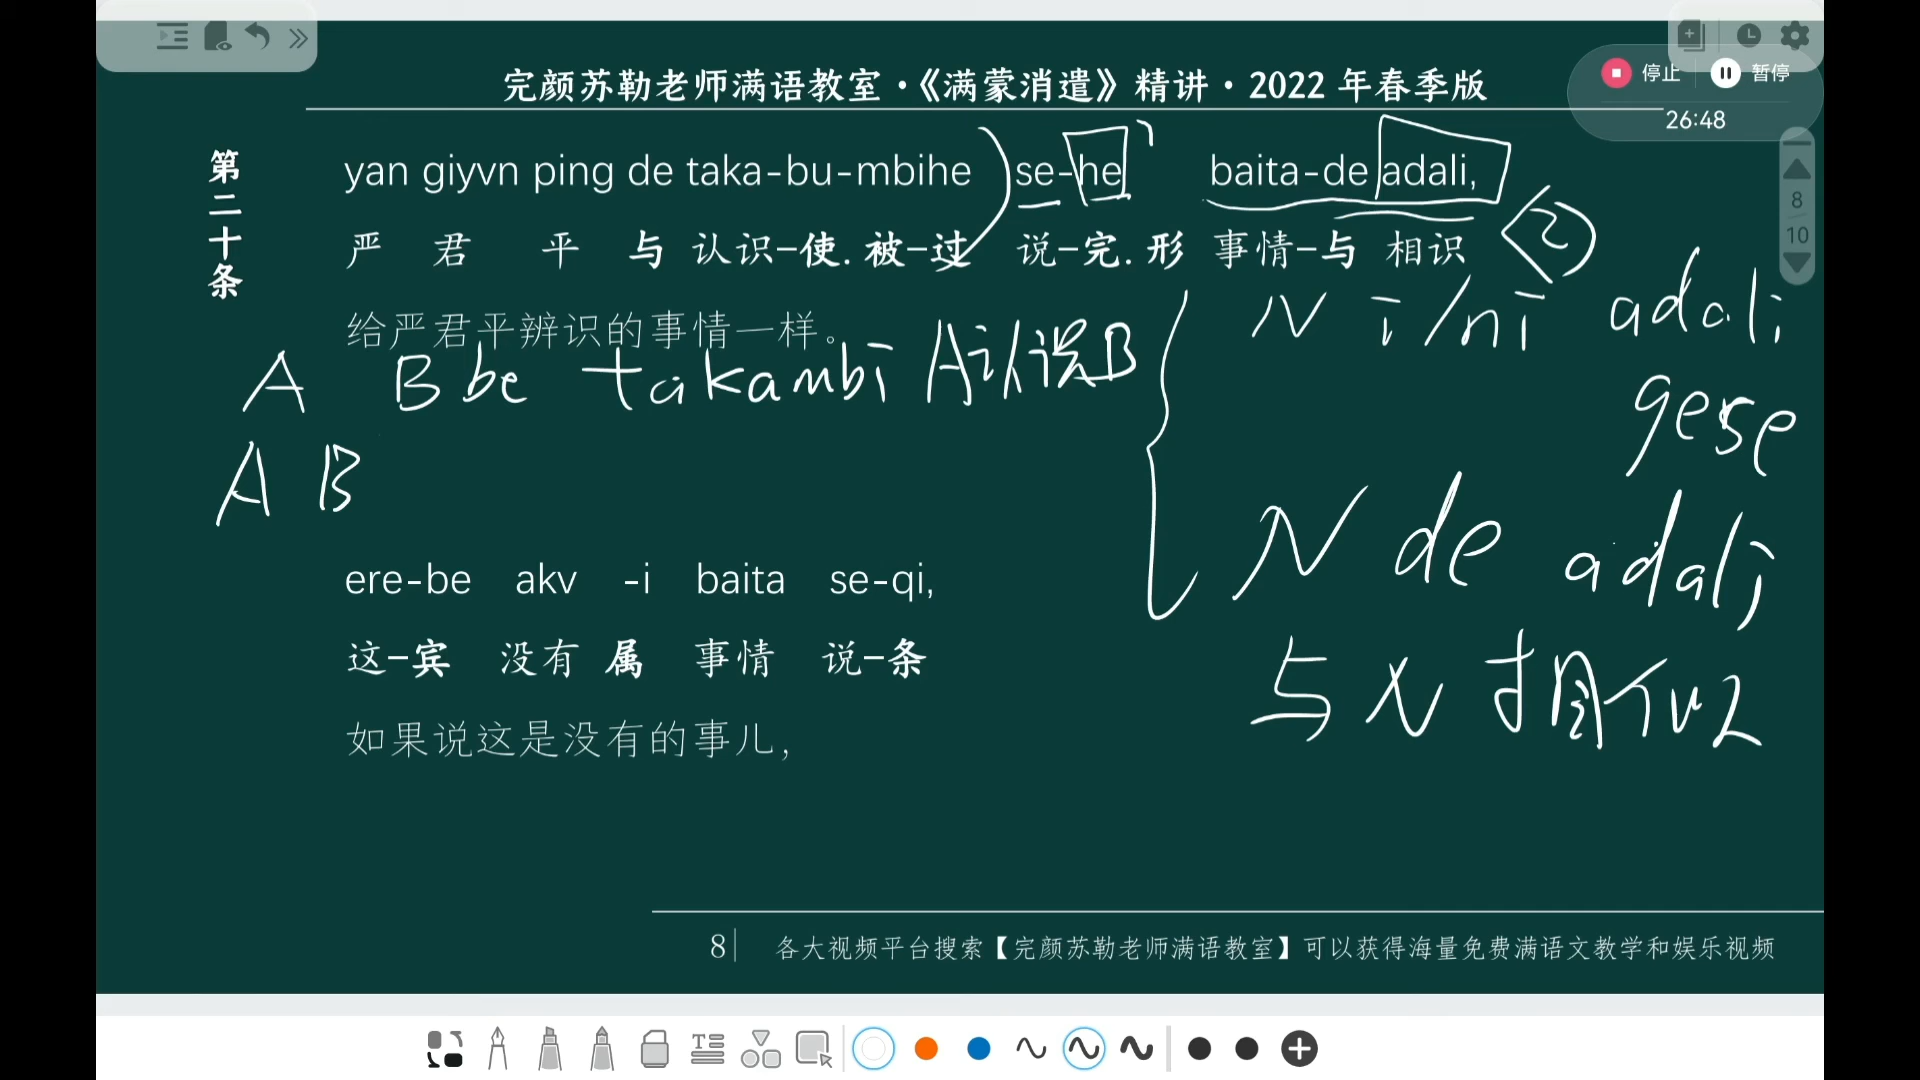 停止 暂停
26:48
完颜苏勒老师满语教室·《满蒙消遣》精讲·2022 年春季版
第二十条
yan giyvn ping de taka-bu-mbihe se-he baita-de adali,
严 君 平 与 认识-使.被-过 说-完.形 事情-与 相识
给严君平辨识的事情一样。
A B be takambi A认识B
A B
N i/ni adali
gese
N de adali
与N
ere-be akv -i baita se-qi,
这-宾 没有 属 事情 说-条
如果说这是没有的事儿，
8
10
8 各大视频平台搜索【完颜苏勒老师满语教室】可以获得海量免费满语文教学和娱乐视频